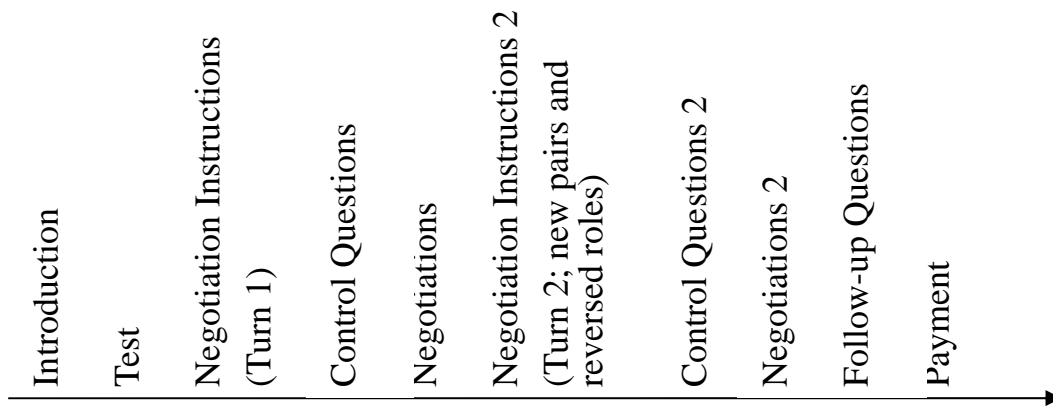 Introduction
Test
Negotiation Instructions
(Turn 1)
Control Questions
Negotiations
Negotiation Instructions 2
(Turn 2; new pairs and
reversed roles)
Control Questions 2
Negotiations 2
Follow-up Questions
Payment